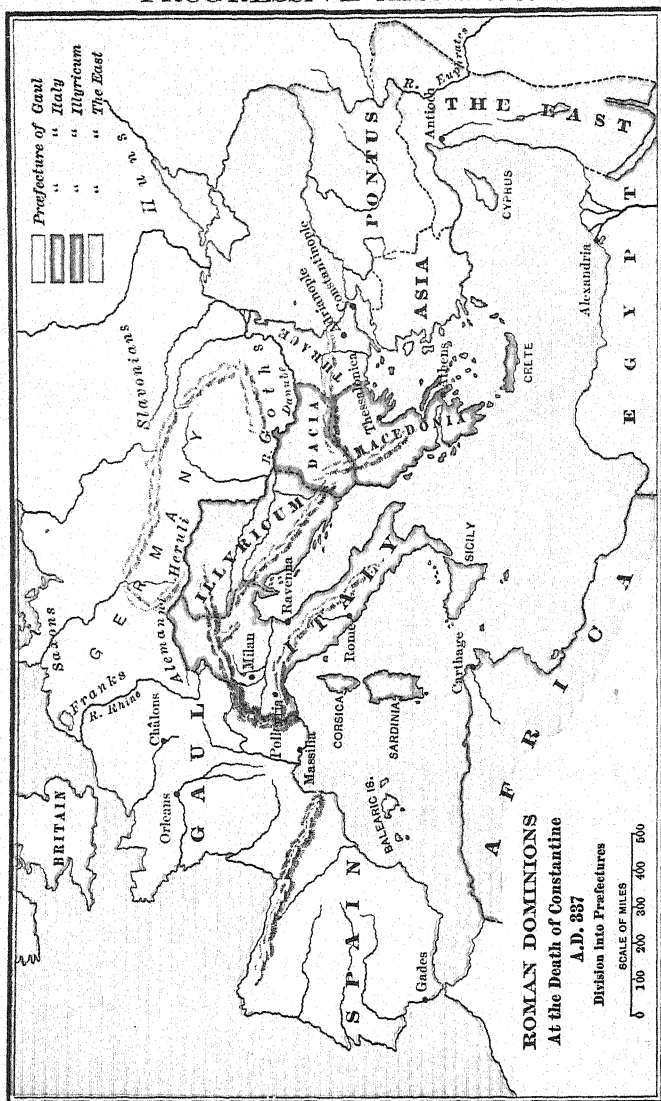 PROGRESSIVE
Præfecture of Gaul
" " Italy
" " Illyricum
" " The East
ROMAN DOMINIONS
At the Death of Constantine
A.D. 337
Division into Præfectures
SCALE OF MILES
0 100 200 300 400 500
BRITAIN
Saxons
Franks
R. Rhine
GERMANY
Alemanni
Heruli
Slavonians
Huns
Goths
R. Danube
Châlons
Orleans
GAUL
Massilia
Pollentia
Milan
Ravenna
Rome
ITALY
ILLYRICUM
DACIA
MACEDONIA
THRACE
Thessalonica
Adrianople
Constantinople
Athens
ASIA
PONTUS
R. Euphrates
Antioch
THE EAST
CYPRUS
CRETE
Alexandria
EGYPT
AFRICA
Carthage
SICILY
SARDINIA
CORSICA
BALEARIC IS.
SPAIN
Gades